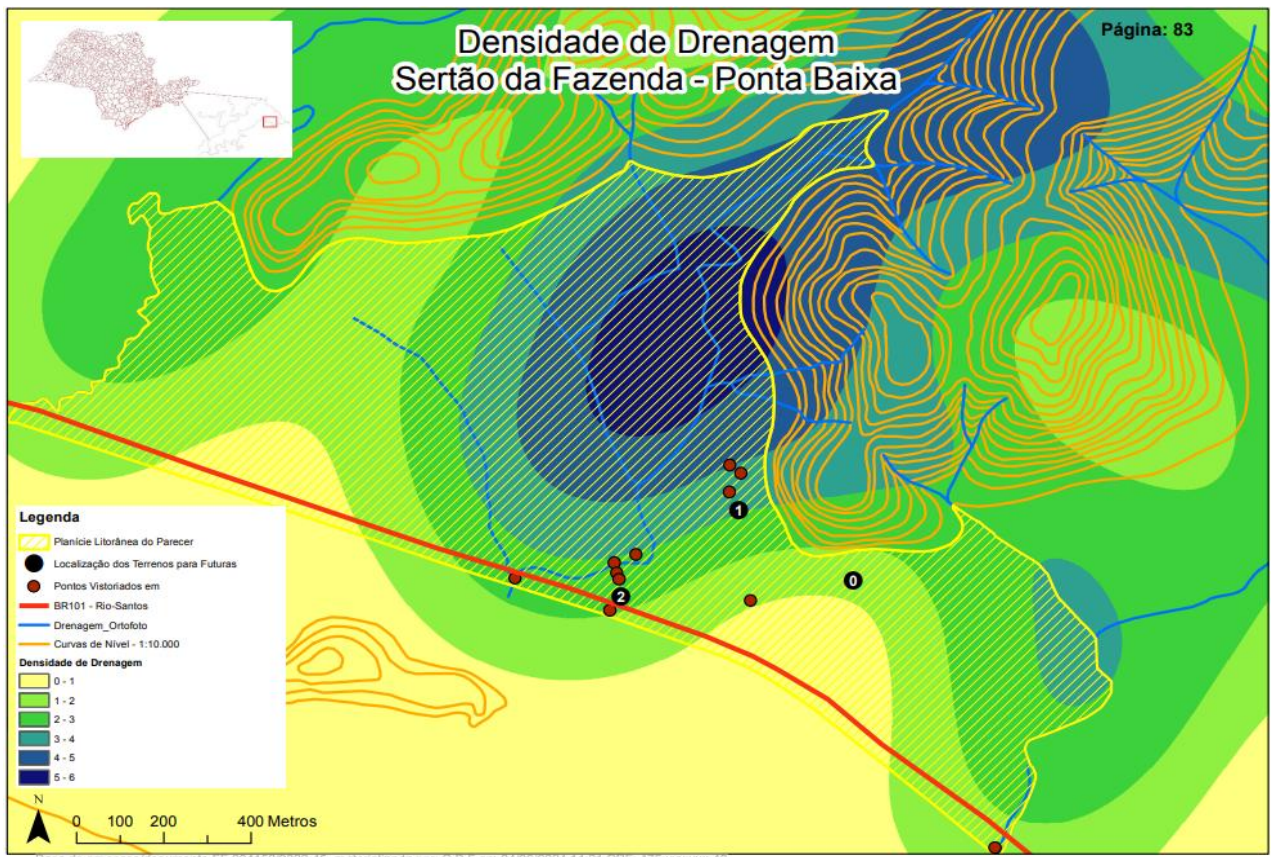 Densidade de Drenagem
Sertão da Fazenda - Ponta Baixa
Página: 83
1
2
0
Legenda
Planície Litorânea do Parecer
Localização dos Terrenos para Futuras
Pontos Vistoriados em
BR101 - Rio-Santos
Drenagem_Ortofoto
Curvas de Nível - 1:10.000
Densidade de Drenagem
0 - 1
1 - 2
2 - 3
3 - 4
4 - 5
5 - 6
N
0 100 200 400 Metros